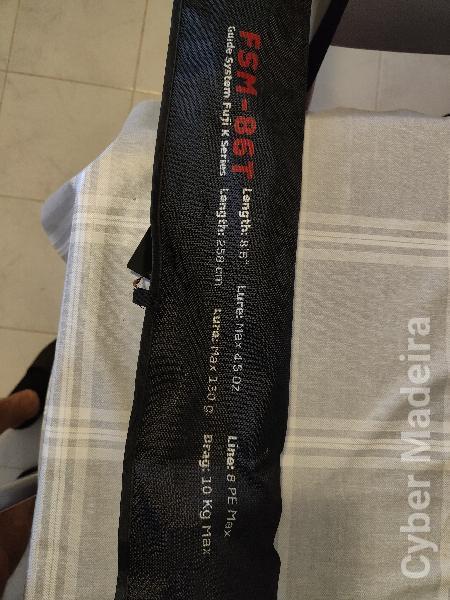 FSM-86T
Guide System Fuji K Series
Length: 8'6" Lure: Max 4.5 Oz Line: 8 PE Max
Length: 258 cm Lure: Max 130 g Drag: 10 Kg Max
Cyber Madeira